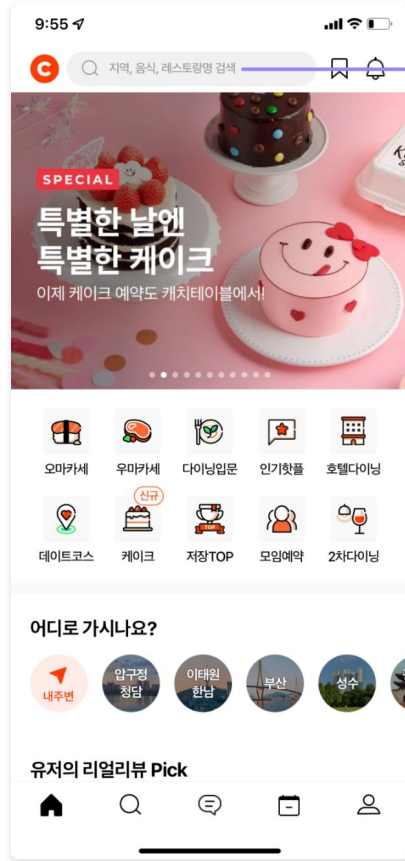 9:55
C
지역, 음식, 레스토랑명 검색
SPECIAL
특별한 날엔
특별한 케이크
이제 케이크 예약도 캐치테이블에서!
오마카세
우마카세
다이닝입문
인기핫플
호텔다이닝
신규
데이트코스
케이크
TOP
저장TOP
모임예약
2차다이닝
어디로 가시나요?
내주변
압구정
청담
이태원
한남
부산
성수
유저의 리얼리뷰 Pick